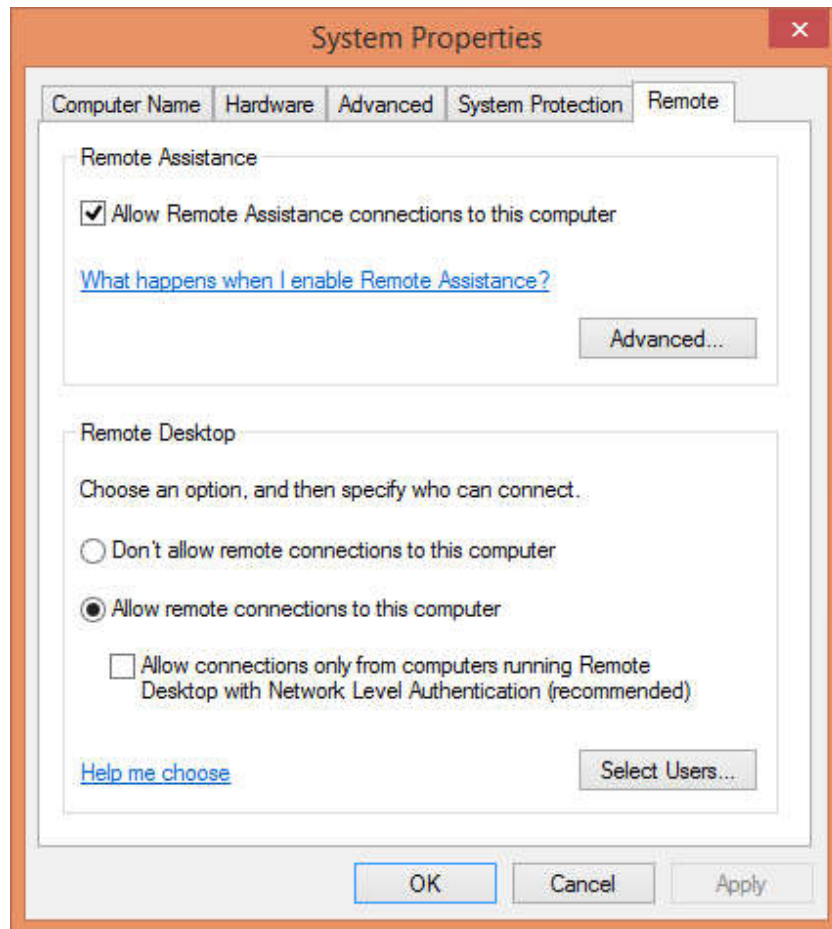 System Properties
Computer Name
Hardware
Advanced
System Protection
Remote
Remote Assistance
Allow Remote Assistance connections to this computer
What happens when I enable Remote Assistance?
Advanced...
Remote Desktop
Choose an option, and then specify who can connect.
Don't allow remote connections to this computer
Allow remote connections to this computer
Allow connections only from computers running Remote
Desktop with Network Level Authentication (recommended)
Help me choose
Select Users...
OK
Cancel
Apply